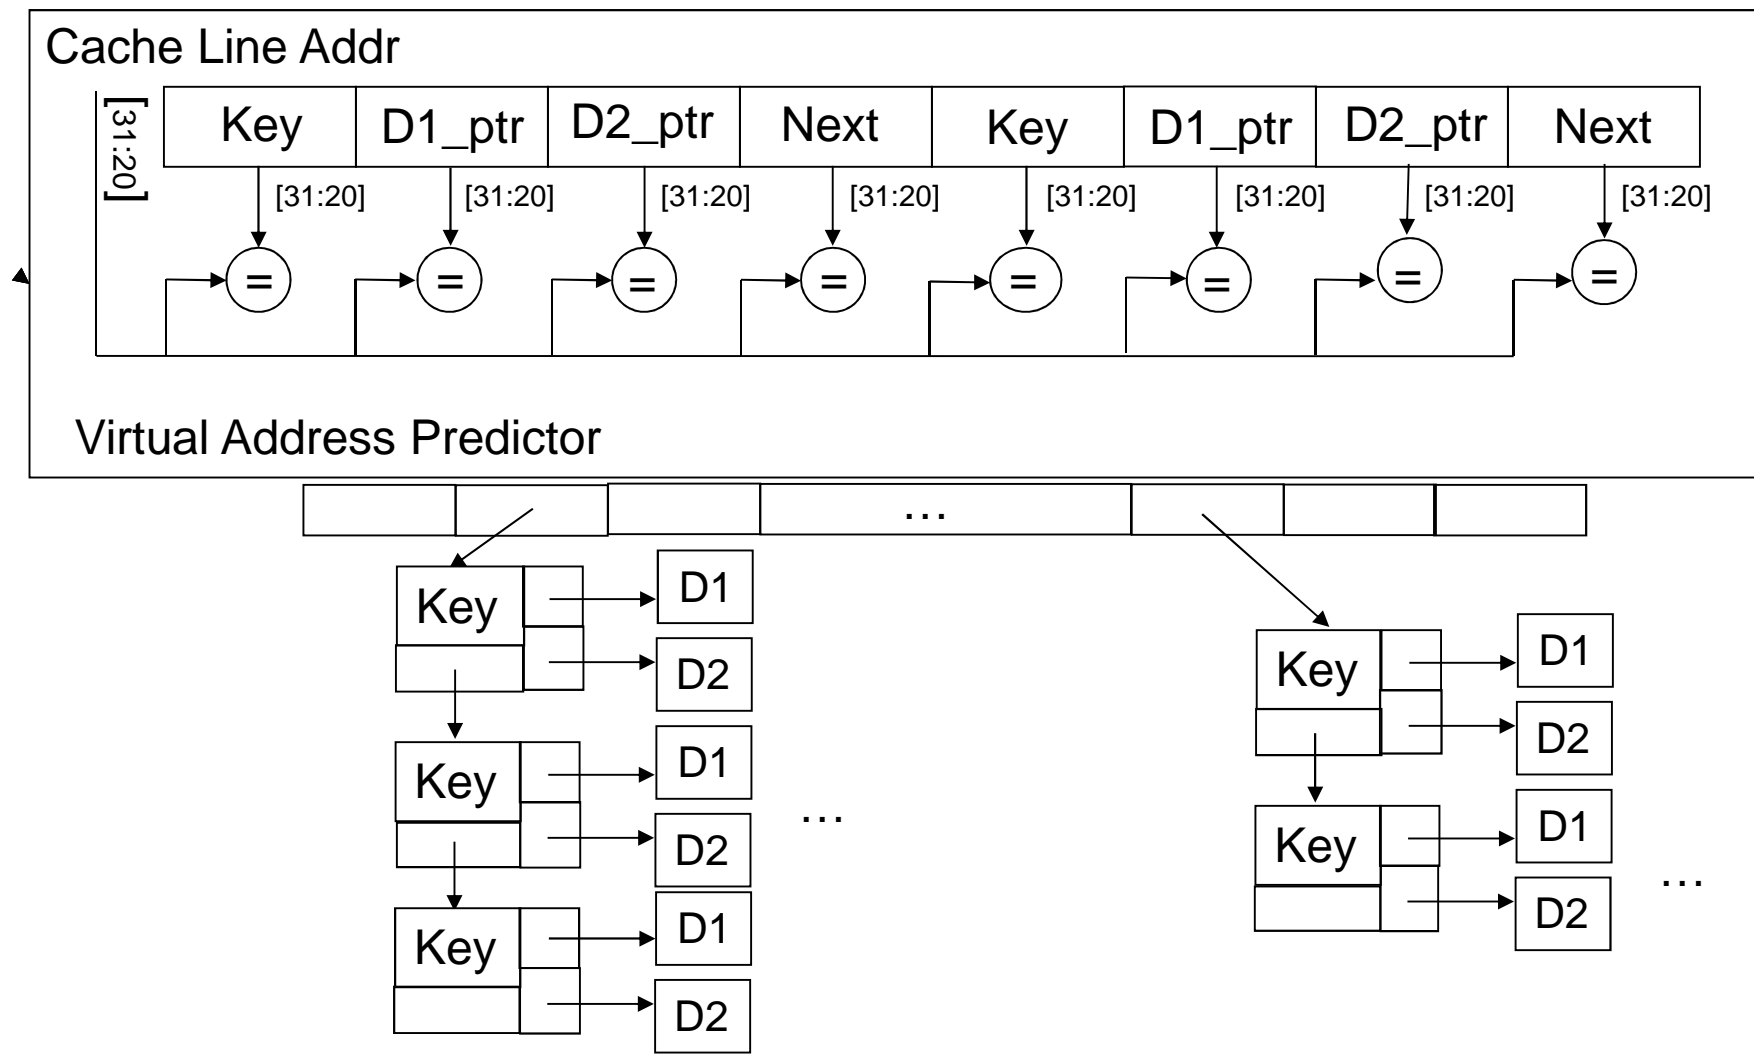 Cache Line Addr
[31:20]
Key D1_ptr D2_ptr Next Key D1_ptr D2_ptr Next
[31:20] [31:20] [31:20] [31:20] [31:20] [31:20] [31:20] [31:20]
= = = = = = = =
Virtual Address Predictor
…
Key D1
D2
Key D1
D2
Key D1
D2
…
Key D1
D2
Key D1
D2
…